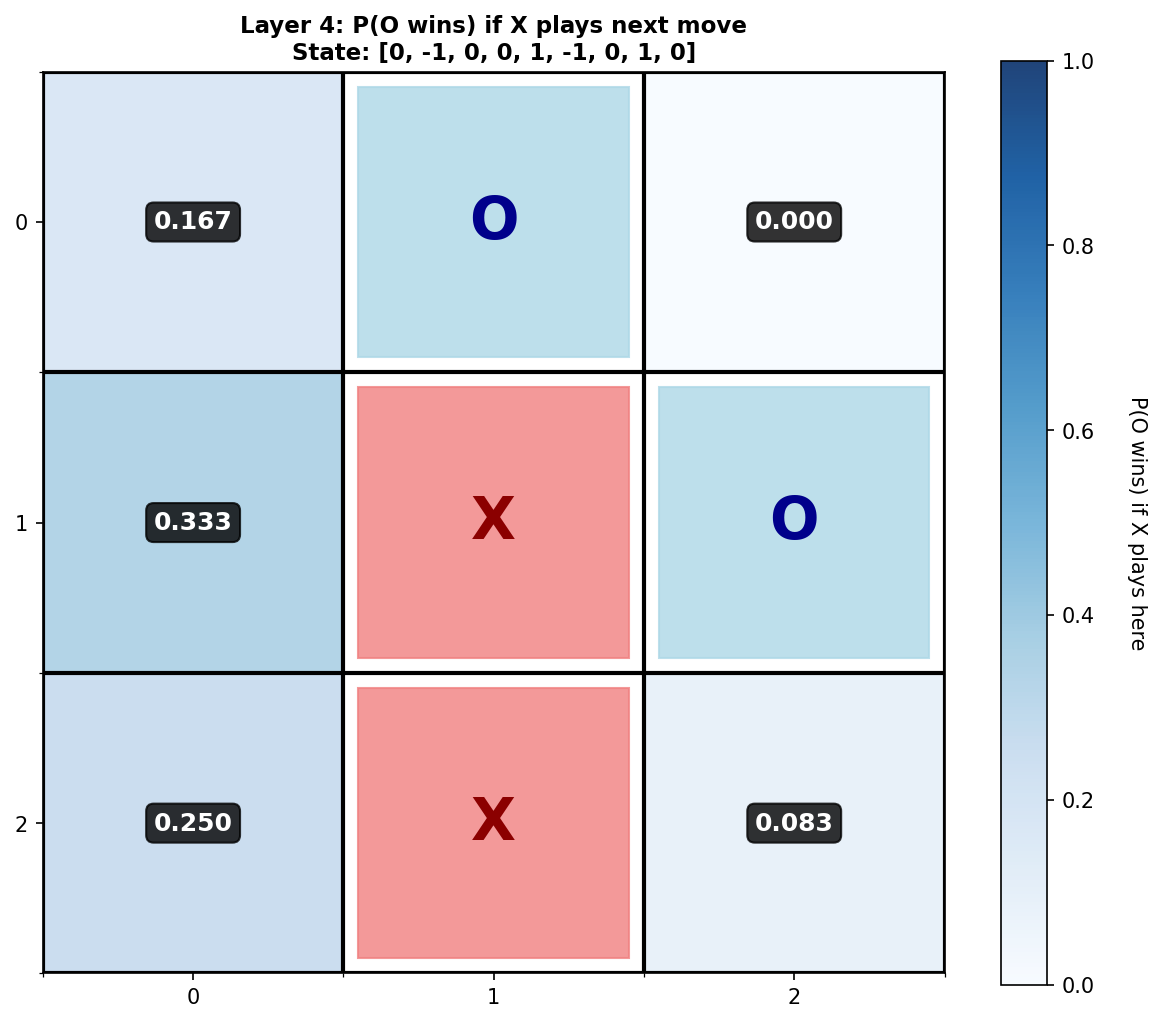 Layer 4: P(O wins) if X plays next move
State: [0, -1, 0, 0, 1, -1, 0, 1, 0]
0
0.167
O
0.000
1
0.333
X
O
2
0.250
X
0.083
0
1
2
1.0
0.8
0.6
0.4
0.2
0.0
P(O wins) if X plays here